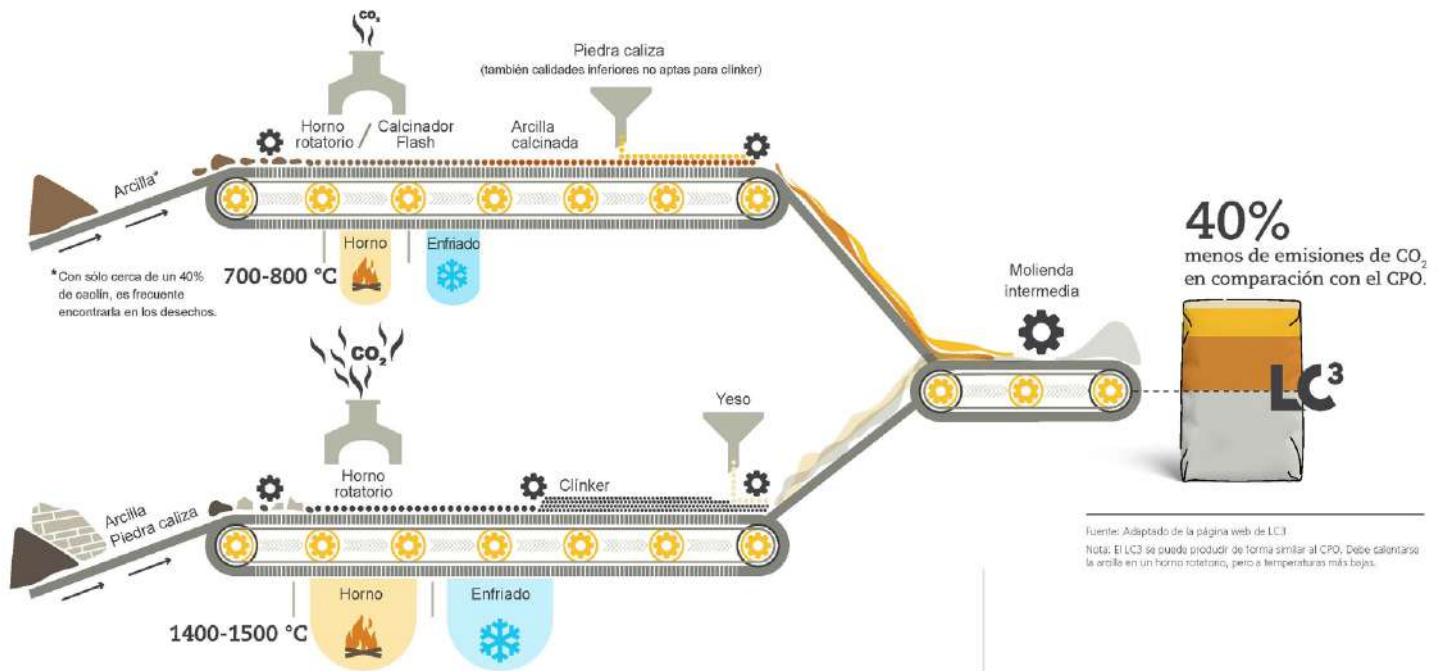 CO₂
Piedra caliza
(también calidades inferiores no aptas para clínker)
Horno
rotatorio / Calcinador
Flash
Arcilla
calcinada
Arcilla*
Horno
Enfriado
700-800 °C
*Con sólo cerca de un 40%
de caolín, es frecuente
encontrarla en los desechos.
CO₂
Horno
rotatorio
Yeso
Clínker
Arcilla
Piedra caliza
Horno
Enfriado
1400-1500 °C
Molienda
intermedia
40%
menos de emisiones de CO₂
en comparación con el CPO.
LC³
Fuente: Adaptado de la página web de LC3
Nota: El LC3 se puede producir de forma similar al CPO. Debe calentarse
la arcilla en un horno rotatorio, pero a temperaturas más bajas.